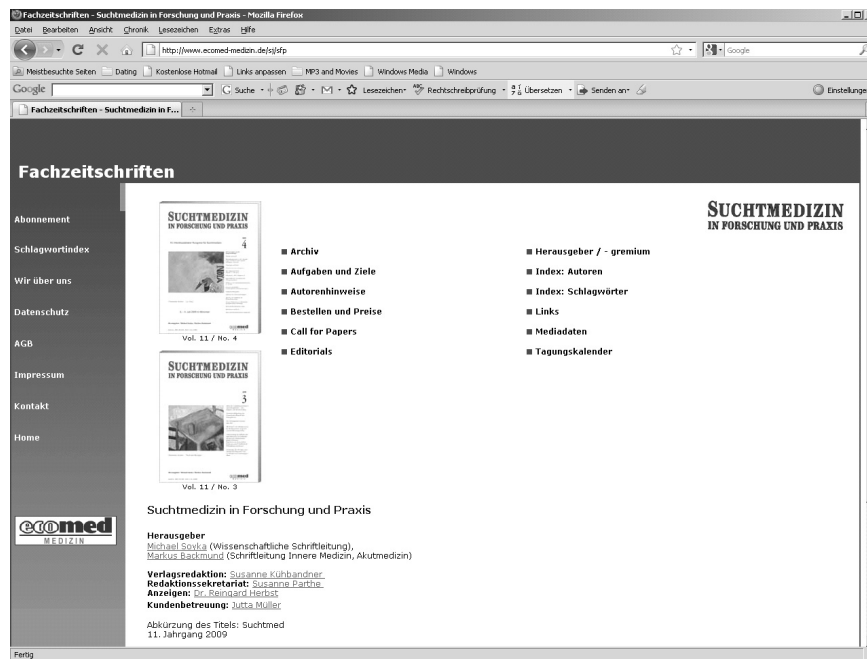 Fachzeitschriften - Suchtmedizin in Forschung und Praxis - Mozilla Firefox
Datei Bearbeiten Ansicht Chronik Lesezeichen Extras Hilfe
http://www.ecomed-medizin.de/sj/sfp
Google
Meistbesuchte Seiten Dating Kostenlose Hotmail Links anpassen MP3 and Movies Windows Media Windows
Google Suche Lesezeichen Rechtschreibprüfung Übersetzen Senden an Einstellunge
Fachzeitschriften - Suchtmedizin in F...
Fachzeitschriften
Abonnement
Schlagwortindex
Wir über uns
Datenschutz
AGB
Impressum
Kontakt
Home
ecomed
MEDIZIN
SUCHTMEDIZIN
IN FORSCHUNG UND PRAXIS
4
Vol. 11 / No. 4
SUCHTMEDIZIN
IN FORSCHUNG UND PRAXIS
3
Vol. 11 / No. 3
Archiv
Aufgaben und Ziele
Autorenhinweise
Bestellen und Preise
Call for Papers
Editorials
SUCHTMEDIZIN
IN FORSCHUNG UND PRAXIS
Herausgeber / - gremium
Index: Autoren
Index: Schlagwörter
Links
Mediadaten
Tagungskalender
Suchtmedizin in Forschung und Praxis
Herausgeber
Michael Soyka (Wissenschaftliche Schriftleitung),
Markus Backmund (Schriftleitung Innere Medizin, Akutmedizin)
Verlagsredaktion: Susanne Kühbandner
Redaktionssekretariat: Susanne Parthe
Anzeigen: Dr. Reingard Herbst
Kundenbetreuung: Jutta Müller
Abkürzung des Titels: Suchtmed
11. Jahrgang 2009
Fertig